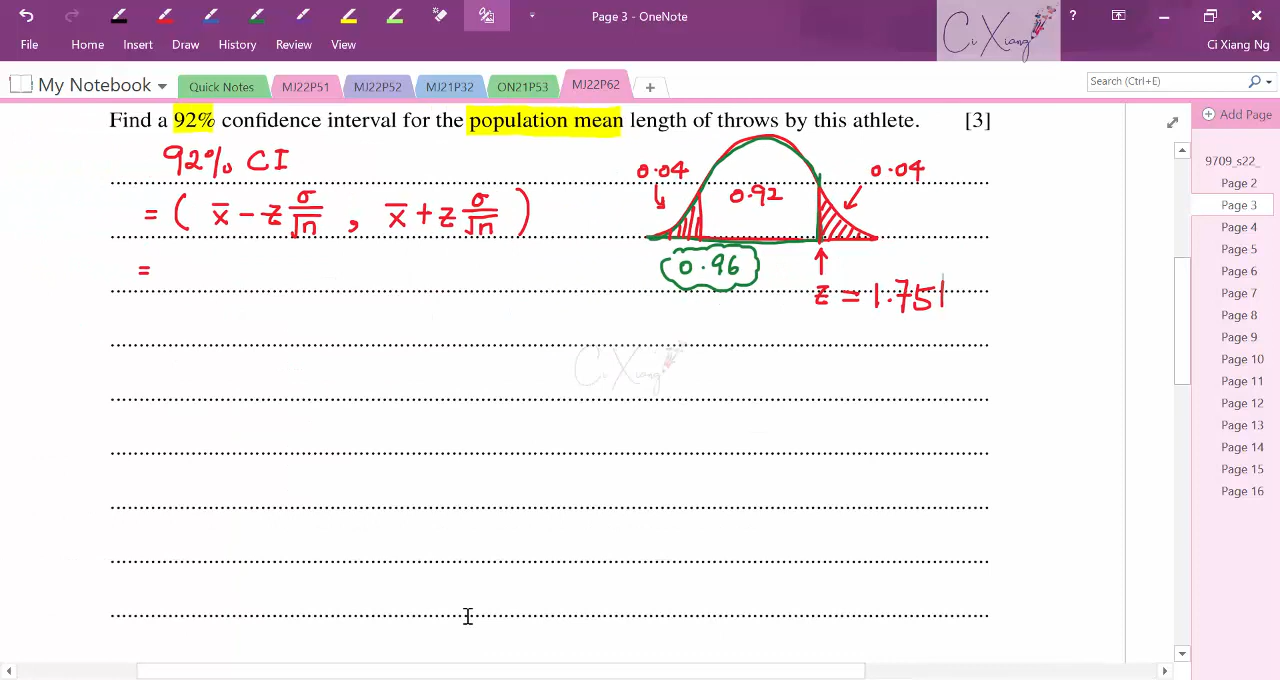 Page 3 - OneNote
Ci Xiang
?
File Home Insert Draw History Review View
Ci Xiang Ng
My Notebook Quick Notes MJ22P51 MJ22P52 MJ21P32 ON21P53 MJ22P62
Search (Ctrl+E)
Add Page
Find a 92% confidence interval for the population mean length of throws by this athlete. [3]
92% CI
= ( x̄ − z σ/√n , x̄ + z σ/√n )
=
0.04
0.92
0.04
0.96
z = 1.751
Ci Xiang
9709_s22_
Page 2
Page 3
Page 4
Page 5
Page 6
Page 7
Page 8
Page 9
Page 10
Page 11
Page 12
Page 13
Page 14
Page 15
Page 16